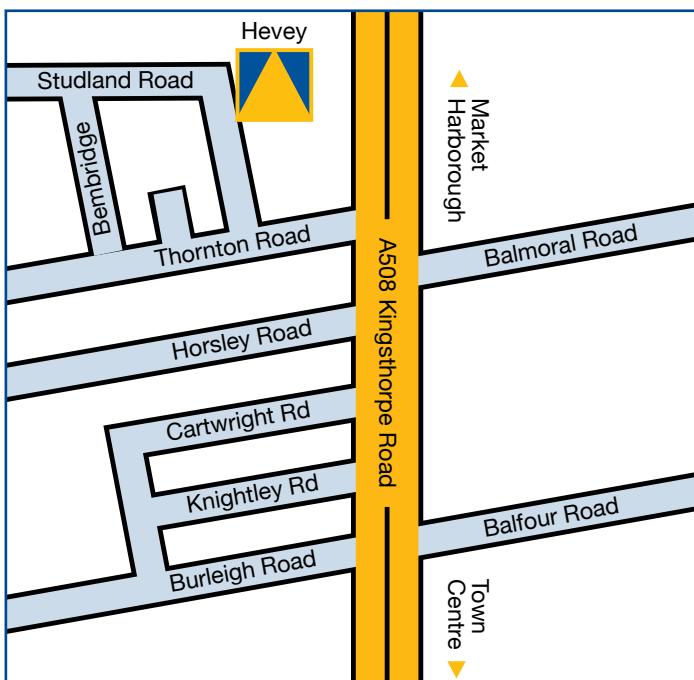 Hevey
Studland Road
Market
Harborough
Bembridge
Thornton Road
Balmoral Road
A508 Kingsthorpe Road
Horsley Road
Cartwright Rd
Knightley Rd
Balfour Road
Burleigh Road
Town
Centre